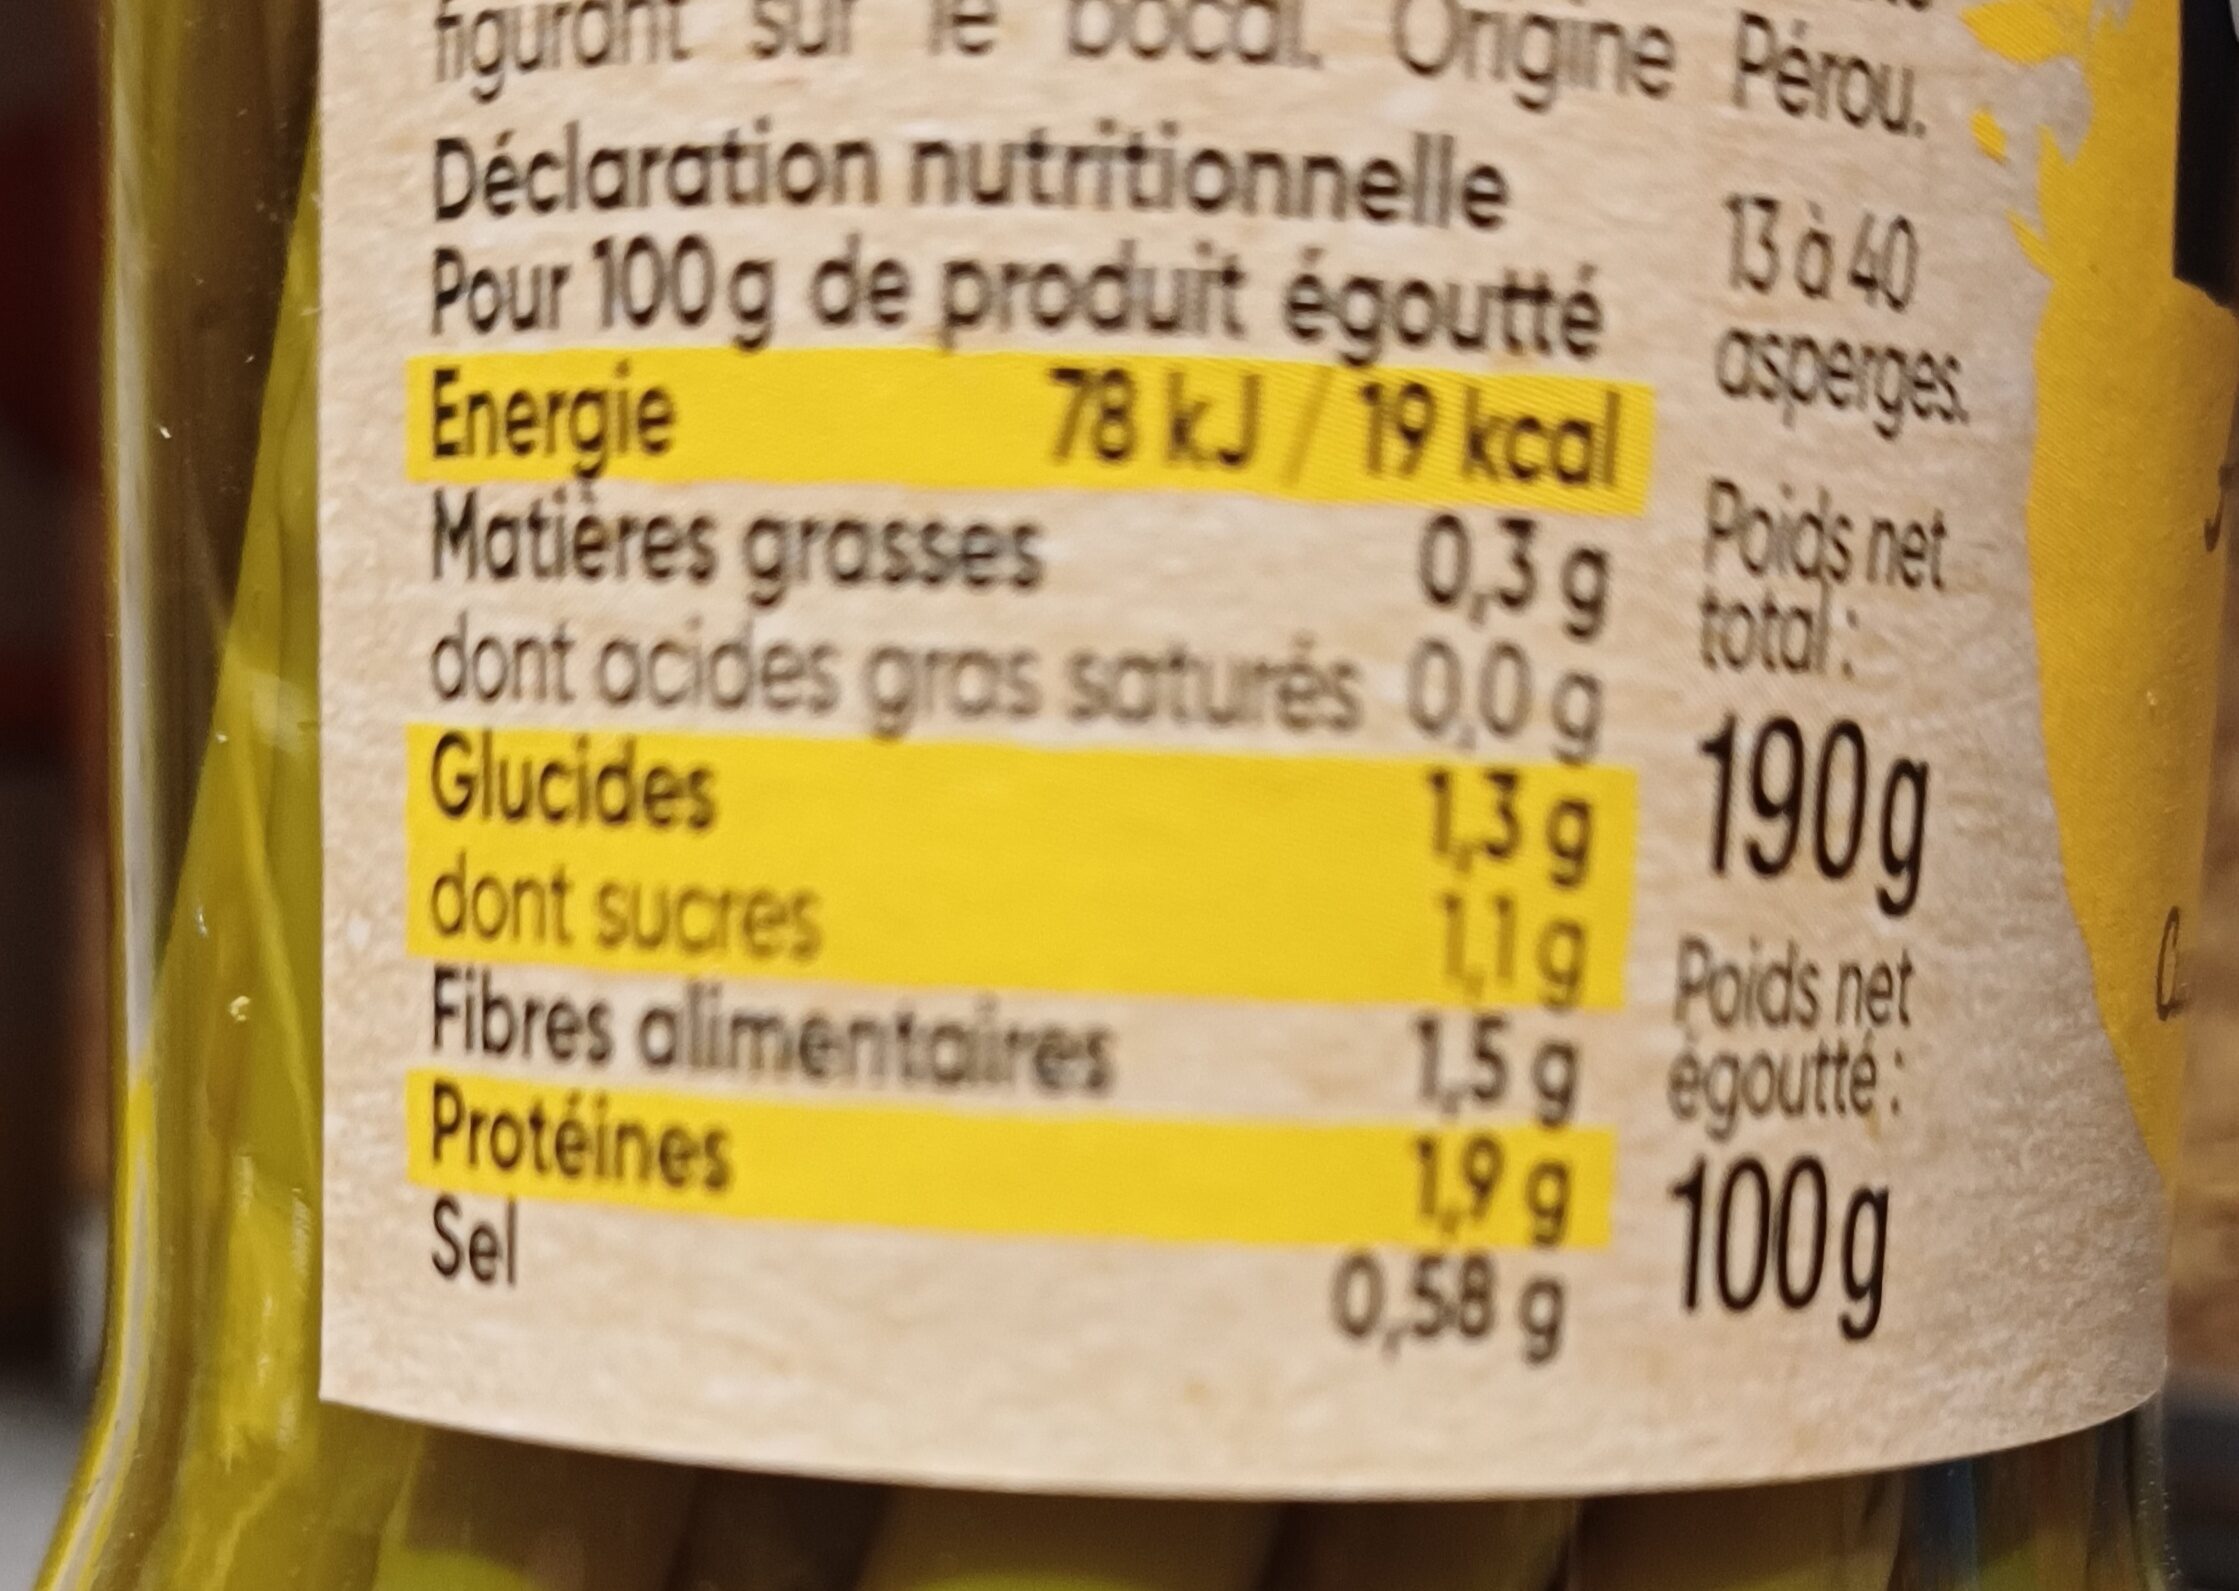 figurant sur le bocal. Origine Pérou.
Déclaration nutritionnelle
Pour 100 g de produit égoutté
Energie 78 kJ / 19 kcal
Matières grasses 0,3 g
dont acides gras saturés 0,0 g
Glucides 1,3 g
dont sucres 1,1 g
Fibres alimentaires 1,5 g
Protéines 1,9 g
Sel 0,58 g
13 à 40
asperges.
Poids net
total :
190g
Poids net
égoutté :
100g